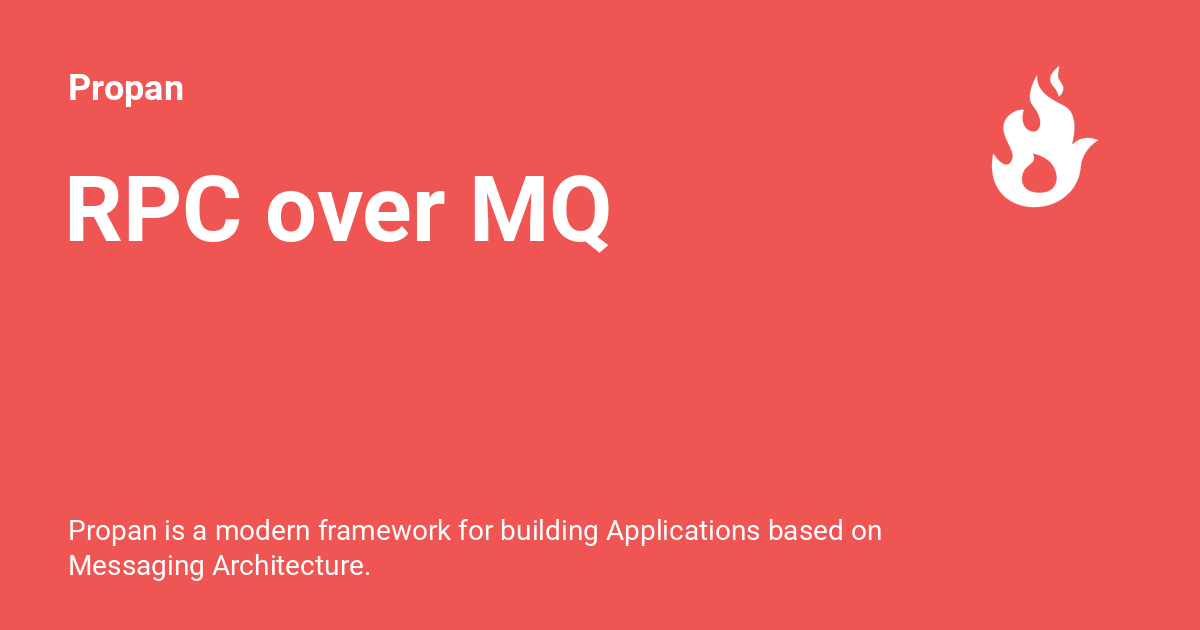 Propan
RPC over MQ
Propan is a modern framework for building Applications based on
Messaging Architecture.